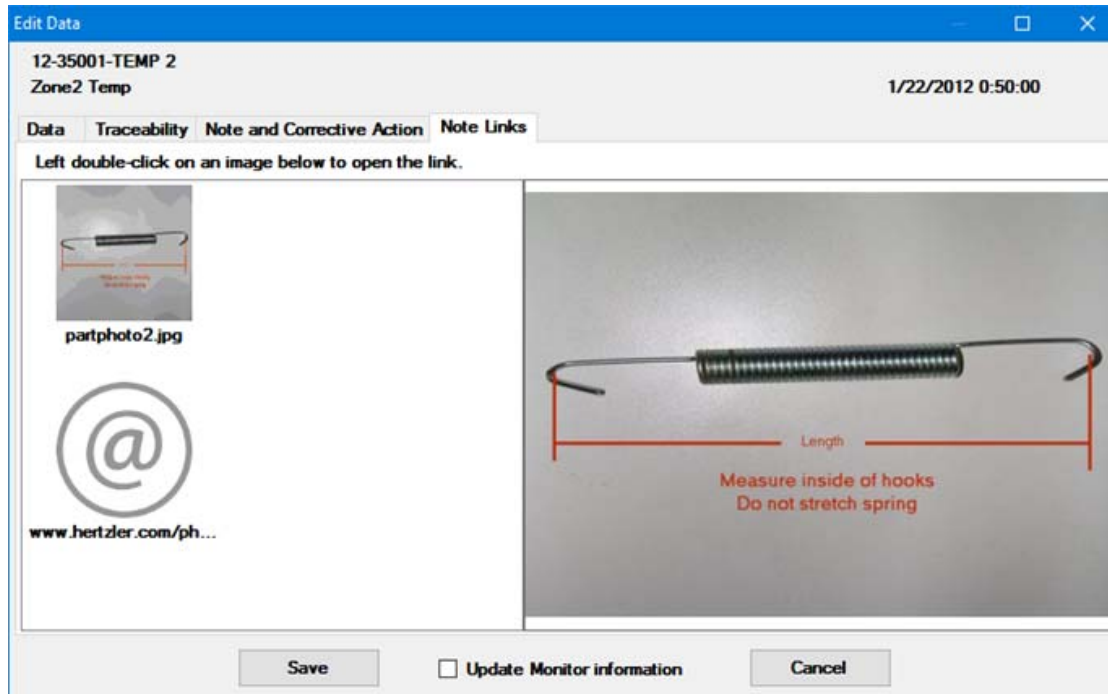 Edit Data
12-35001-TEMP 2
Zone2 Temp
1/22/2012 0:50:00
Data Traceability Note and Corrective Action Note Links
Left double-click on an image below to open the link.
partphoto2.jpg
www.hertzler.com/ph...
Length
Measure inside of hooks
Do not stretch spring
Save
Update Monitor information
Cancel